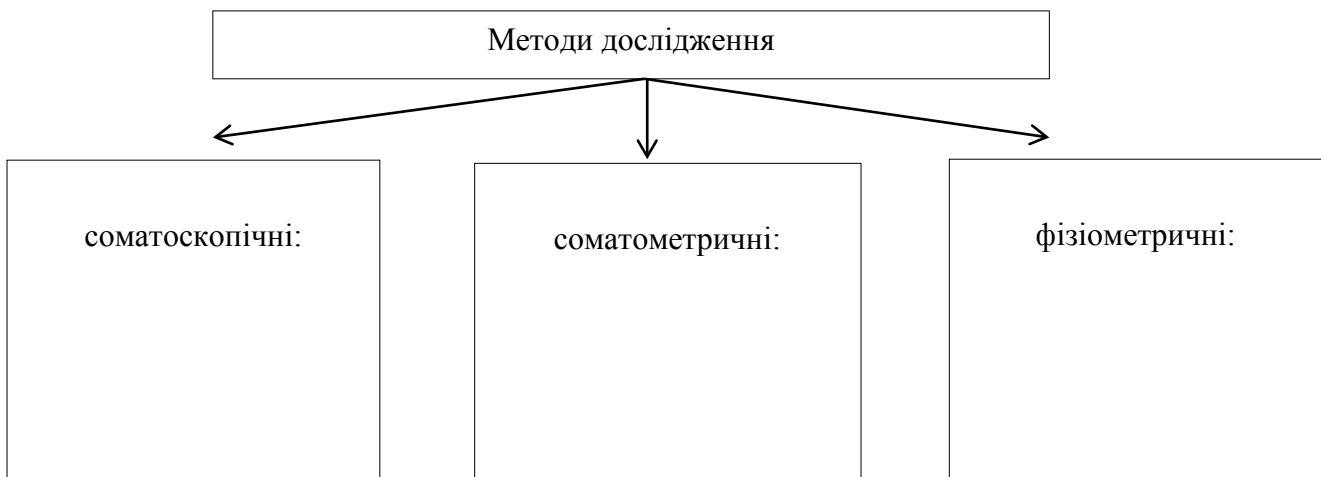 Методи дослідження
соматоскопічні:
соматометричні:
фізіометричні: